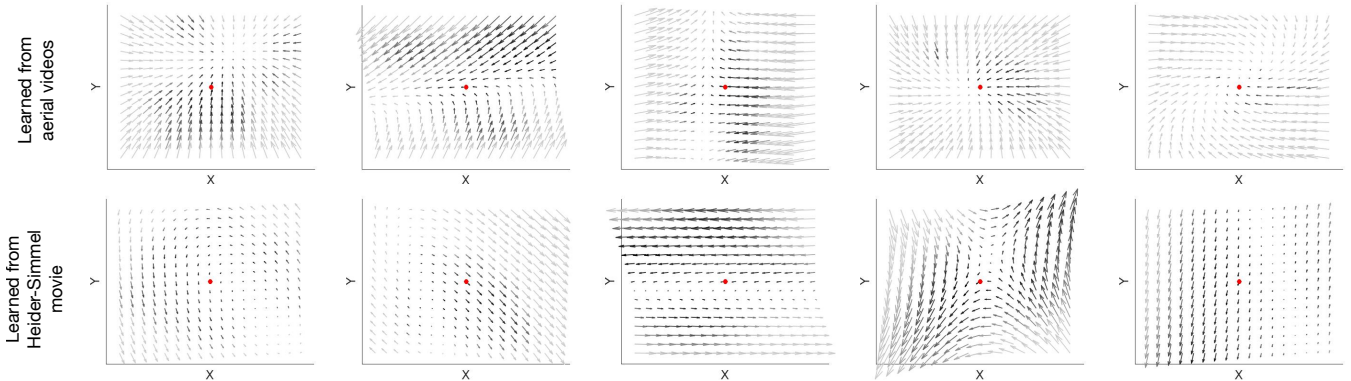 Learned from
aerial videos
Y
X
Y
X
Y
X
Y
X
Y
X
Learned from
Heider-Simmel
movie
Y
X
Y
X
Y
X
Y
X
Y
X